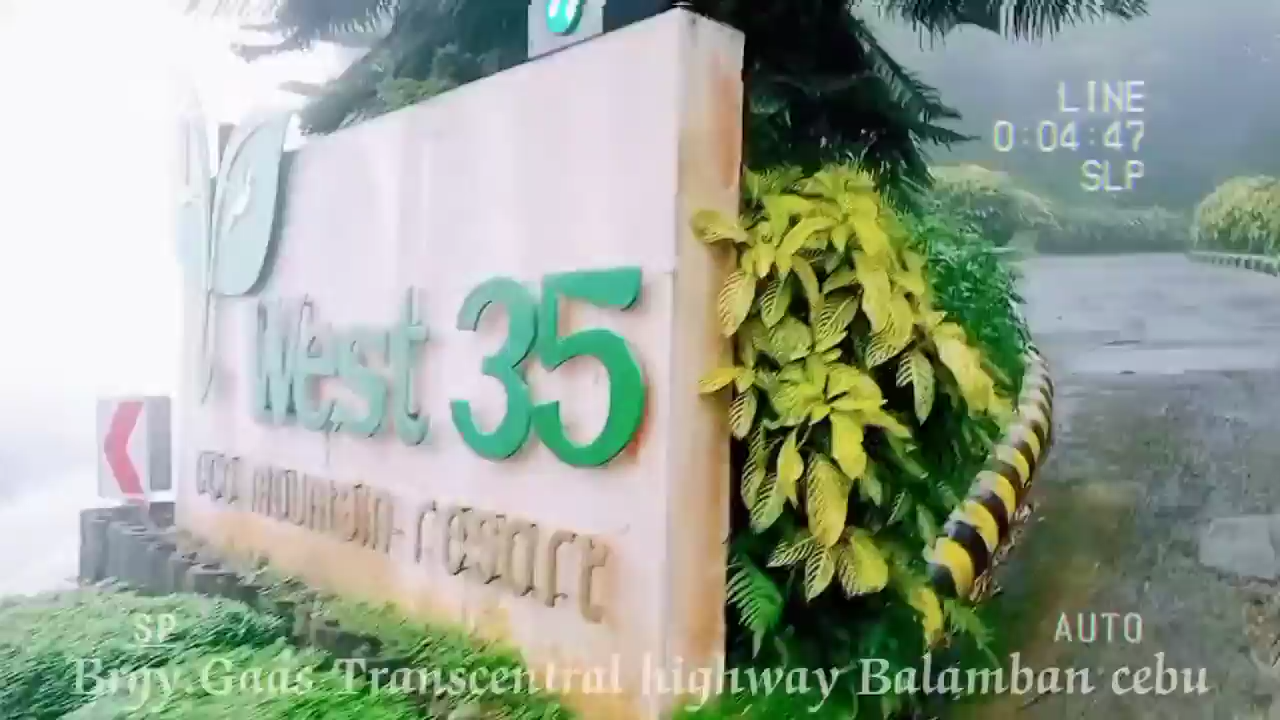 LINE
0:04:47
SLP
West 35
eco mountain-resort
SP
AUTO
Brgy.Gaas Transcentral highway Balamban cebu